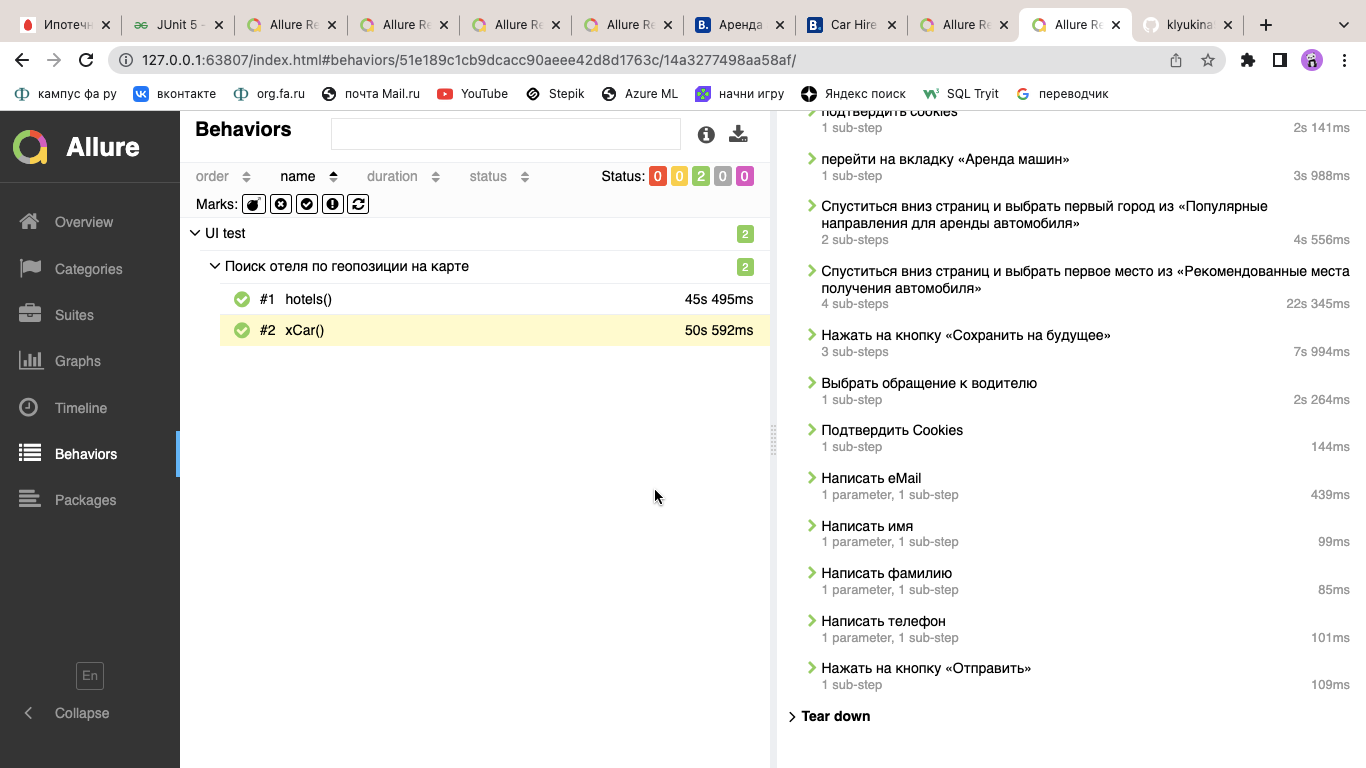 Ипотечн
JUnit 5 -
Allure Re
Allure Re
Allure Re
Allure Re
Аренда
Car Hire
Allure Re
Allure Re
klyukina
127.0.0.1:63807/index.html#behaviors/51e189c1cb9dcacc90aeee42d8d1763c/14a3277498aa58af/
кампус фа ру
вконтакте
org.fa.ru
почта Mail.ru
YouTube
Stepik
Azure ML
начни игру
Яндекс поиск
SQL Tryit
переводчик
Allure
Overview
Categories
Suites
Graphs
Timeline
Behaviors
Packages
En
Collapse
Behaviors
order name duration status Status: 0 0 2 0 0
Marks:
UI test 2
Поиск отеля по геопозиции на карте 2
#1 hotels() 45s 495ms
#2 xCar() 50s 592ms
подтвердить cookies
1 sub-step 2s 141ms
перейти на вкладку «Аренда машин»
1 sub-step 3s 988ms
Спуститься вниз страниц и выбрать первый город из «Популярные
направления для аренды автомобиля»
2 sub-steps 4s 556ms
Спуститься вниз страниц и выбрать первое место из «Рекомендованные места
получения автомобиля»
4 sub-steps 22s 345ms
Нажать на кнопку «Сохранить на будущее»
3 sub-steps 7s 994ms
Выбрать обращение к водителю
1 sub-step 2s 264ms
Подтвердить Cookies
1 sub-step 144ms
Написать eMail
1 parameter, 1 sub-step 439ms
Написать имя
1 parameter, 1 sub-step 99ms
Написать фамилию
1 parameter, 1 sub-step 85ms
Написать телефон
1 parameter, 1 sub-step 101ms
Нажать на кнопку «Отправить»
1 sub-step 109ms
Tear down